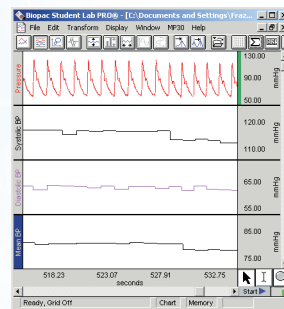 Biopac Student Lab PRO® - [C:\Documents and Settings\Fraz...
File Edit Transform Display Window MP30 Help
Pressure
130.00
90.00
50.00
mmHg
Systolic BP
120.00
110.00
mmHg
Diastolic BP
65.00
55.00
mmHg
Mean BP
85.00
75.00
mmHg
518.23 523.07 527.91 532.75
seconds
Start
Ready, Grid Off Chart Memory